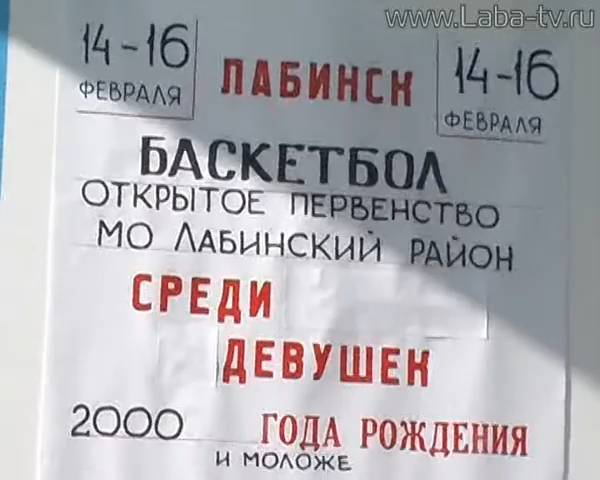 www.Laba-tv.ru
14-16 ЛАБИНСК 14-16
ФЕВРАЛЯ ФЕВРАЛЯ
БАСКЕТБОЛ
ОТКРЫТОЕ ПЕРВЕНСТВО
МО ЛАБИНСКИЙ РАЙОН
СРЕДИ
ДЕВУШЕК
2000 ГОДА РОЖДЕНИЯ
И МОЛОЖЕ